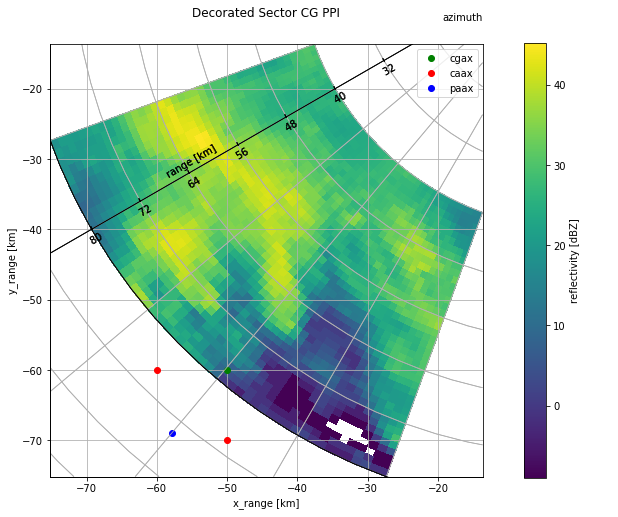 Decorated Sector CG PPI
azimuth
cgax
caax
paax
32
40
48
56
64
72
80
range [km]
−20
−30
−40
−50
−60
−70
y_range [km]
−70
−60
−50
−40
−30
−20
x_range [km]
40
30
20
10
0
reflectivity [dBZ]